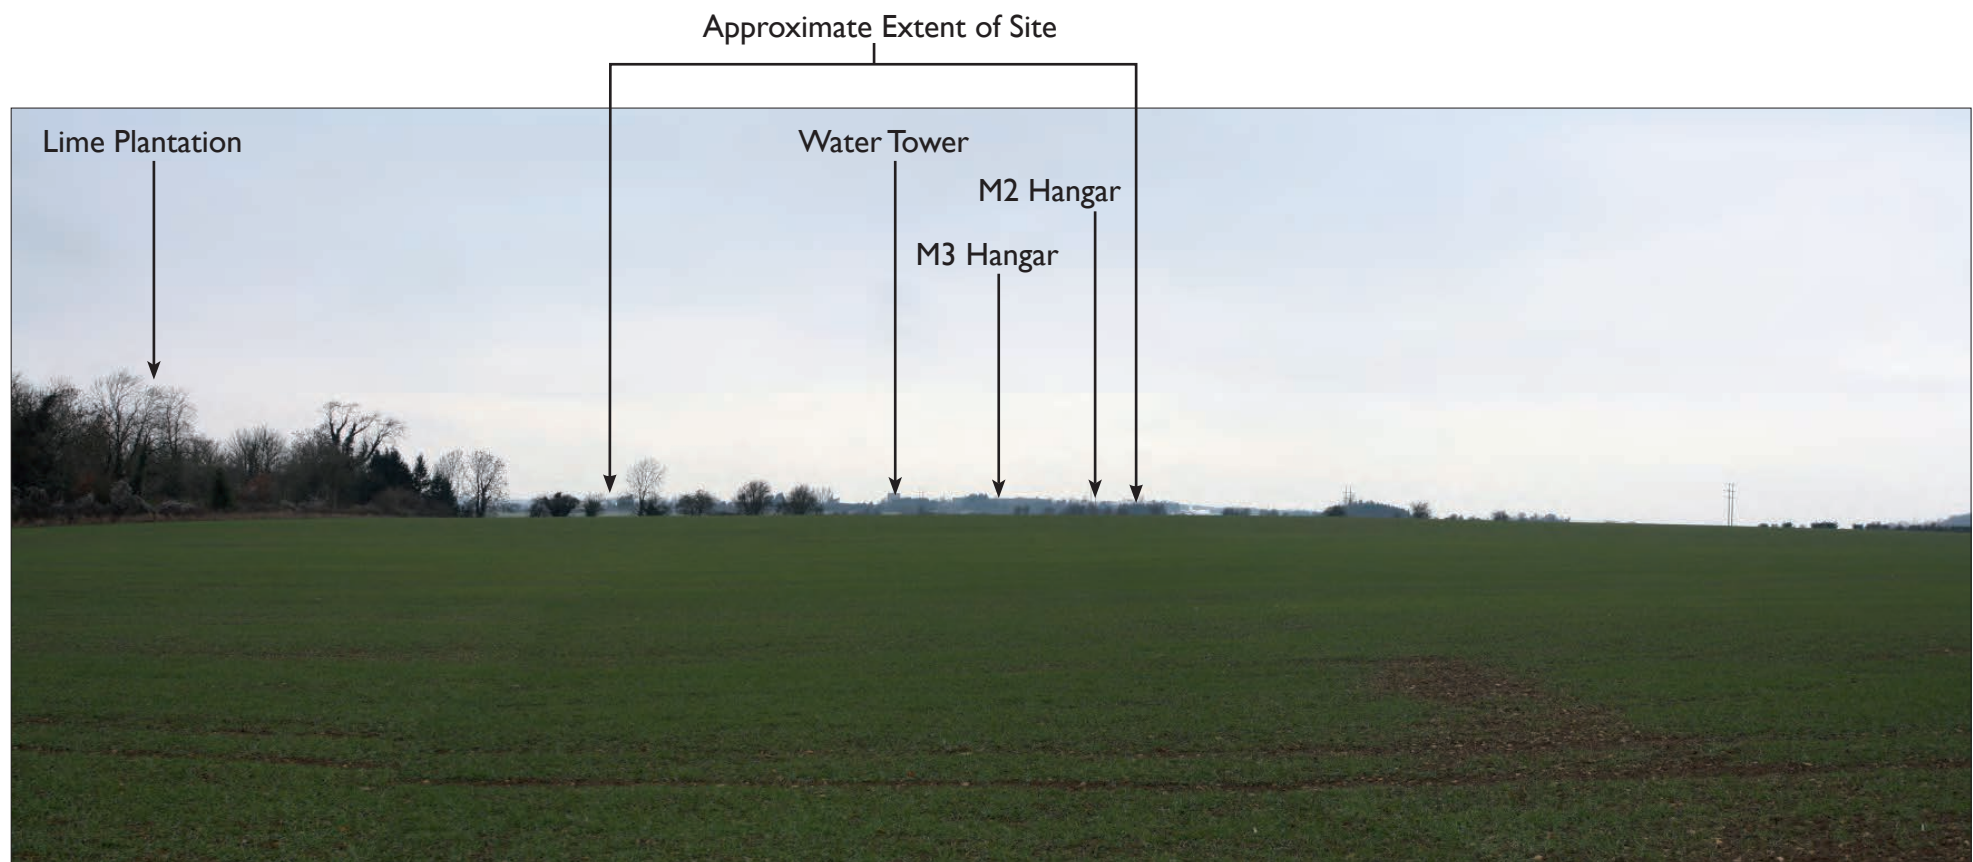 Approximate Extent of Site
Lime Plantation
Water Tower
M2 Hangar
M3 Hangar